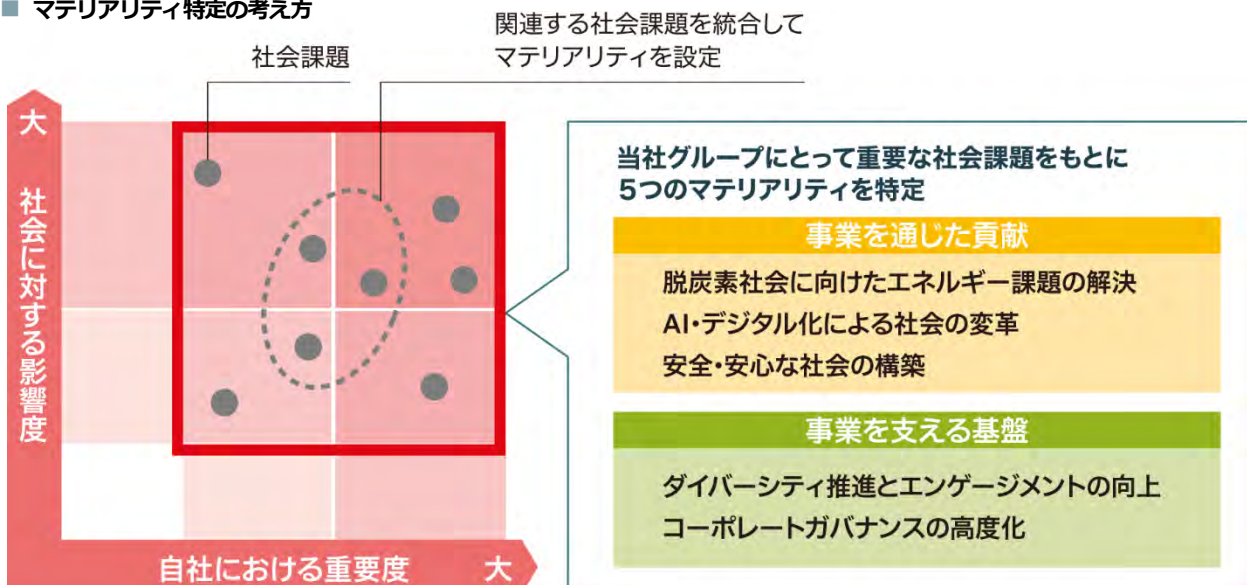 ■ マテリアリティ特定の考え方
社会課題
関連する社会課題を統合して
マテリアリティを設定
大
社会に対する影響度
自社における重要度 大
当社グループにとって重要な社会課題をもとに
5つのマテリアリティを特定
事業を通じた貢献
脱炭素社会に向けたエネルギー課題の解決
AI・デジタル化による社会の変革
安全・安心な社会の構築
事業を支える基盤
ダイバーシティ推進とエンゲージメントの向上
コーポレートガバナンスの高度化